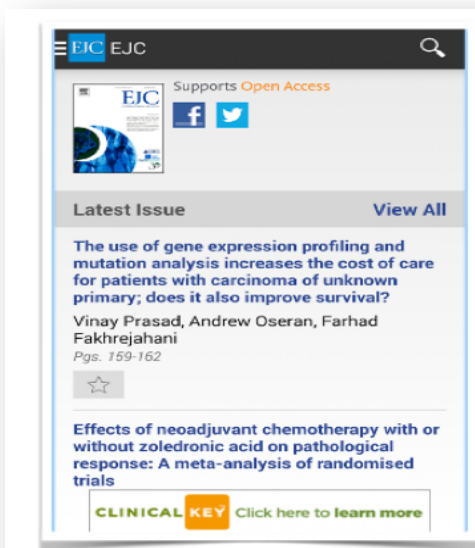 EJC EJC
Supports Open Access
EJC
Latest Issue View All
The use of gene expression profiling and
mutation analysis increases the cost of care
for patients with carcinoma of unknown
primary; does it also improve survival?
Vinay Prasad, Andrew Oseran, Farhad
Fakhrejahani
Pgs. 159-162
Effects of neoadjuvant chemotherapy with or
without zoledronic acid on pathological
response: A meta-analysis of randomised
trials
CLINICAL KEY Click here to learn more